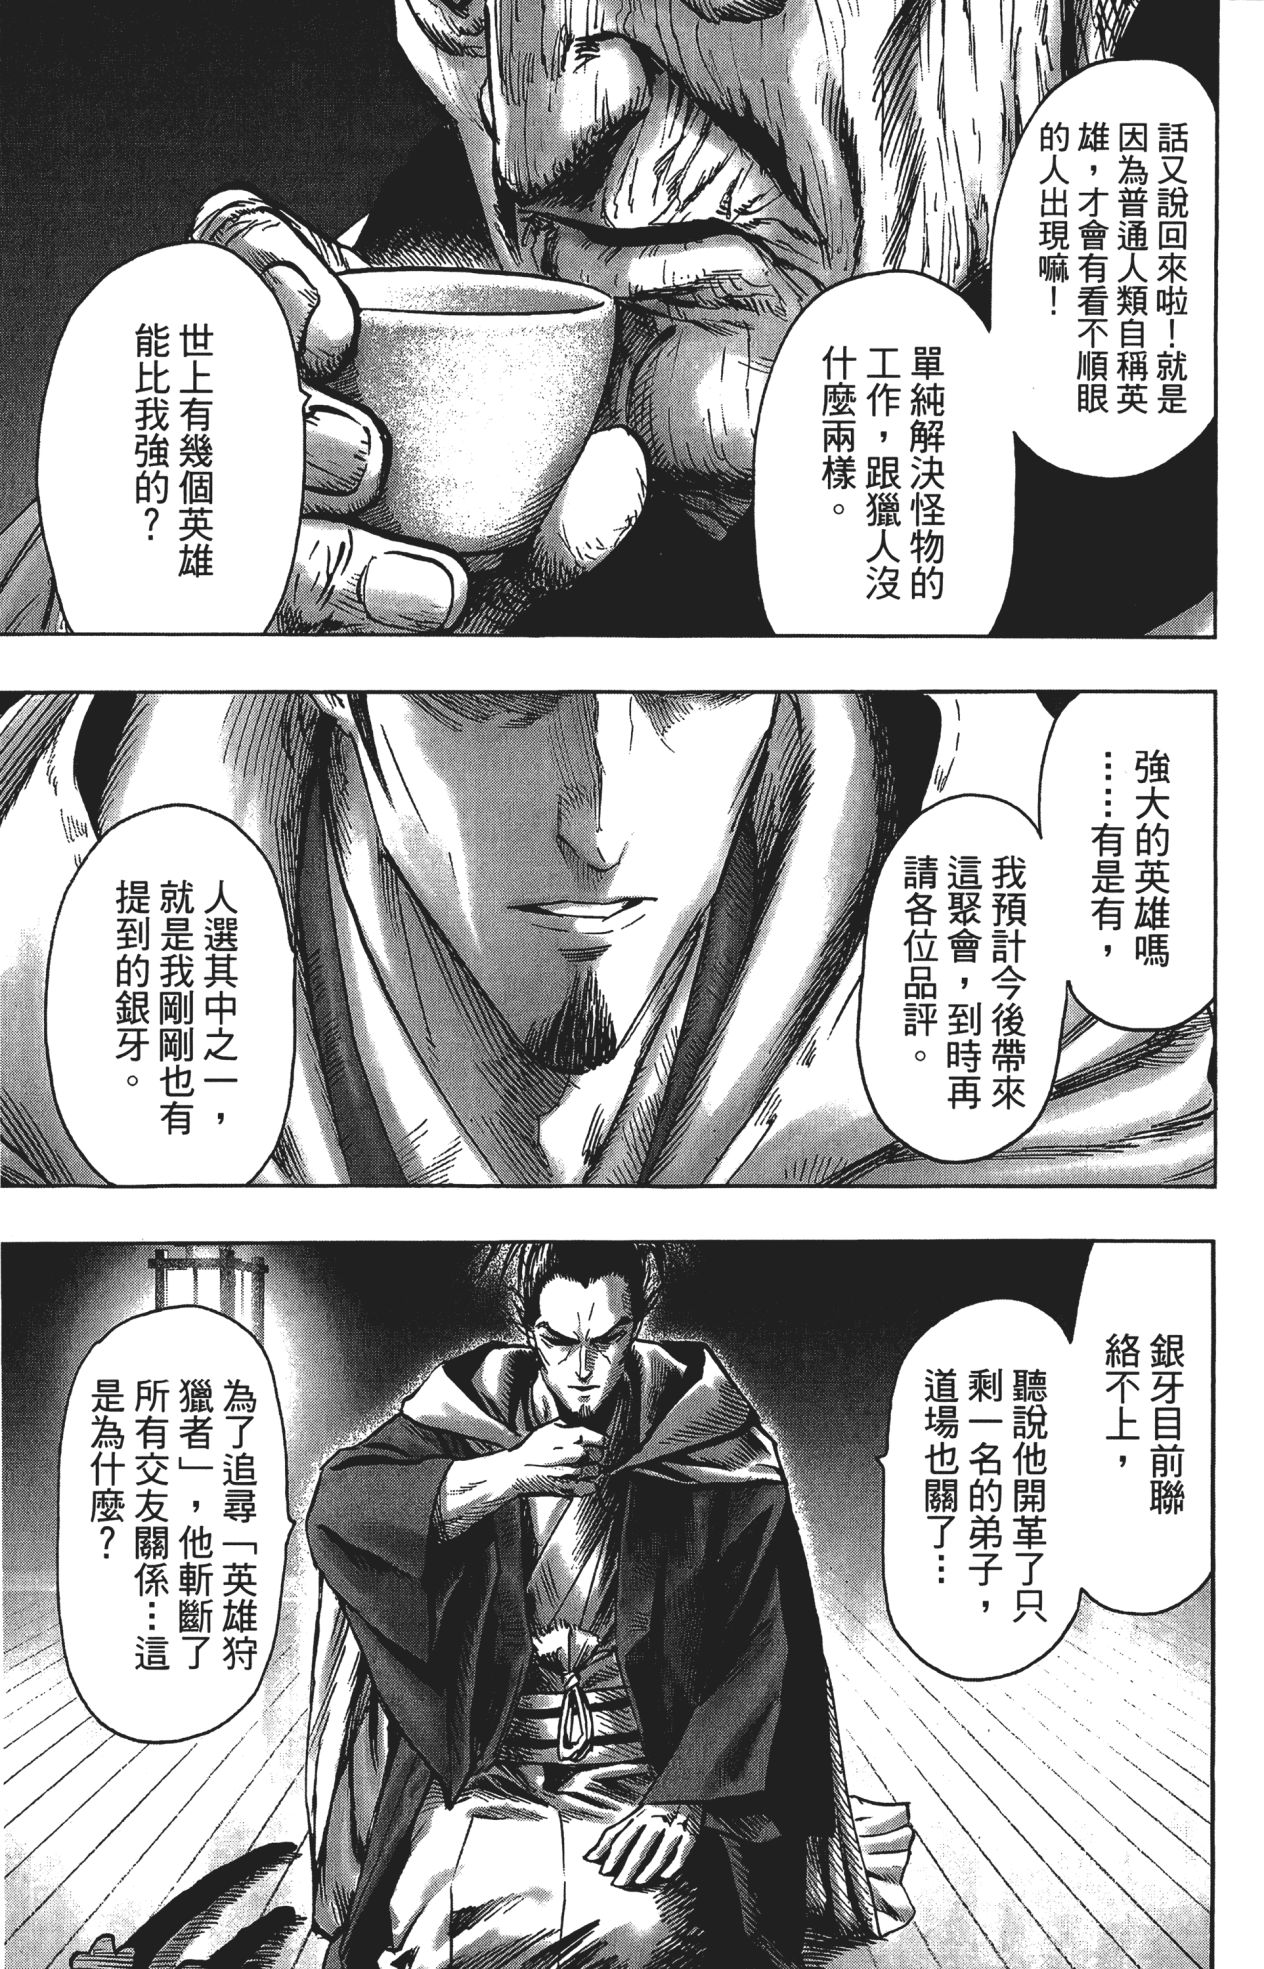 話又說回來啦！就是
因為普通人類自稱英
雄，才會有看不順眼
的人出現嘛！
單純解決怪物的
工作，跟獵人沒
什麼兩樣。
世上有幾個英雄
能比我強的？
強大的英雄嗎
……有是有，
我預計今後帶來
這聚會，到時再
請各位品評。
人選其中之一，
就是我剛剛也有
提到的銀牙。
銀牙目前聯
絡不上，
聽說他開革了只
剩一名的弟子，
道場也關了…
為了追尋「英雄狩
獵者」，他斬斷了
所有交友關係…這
是為什麼？